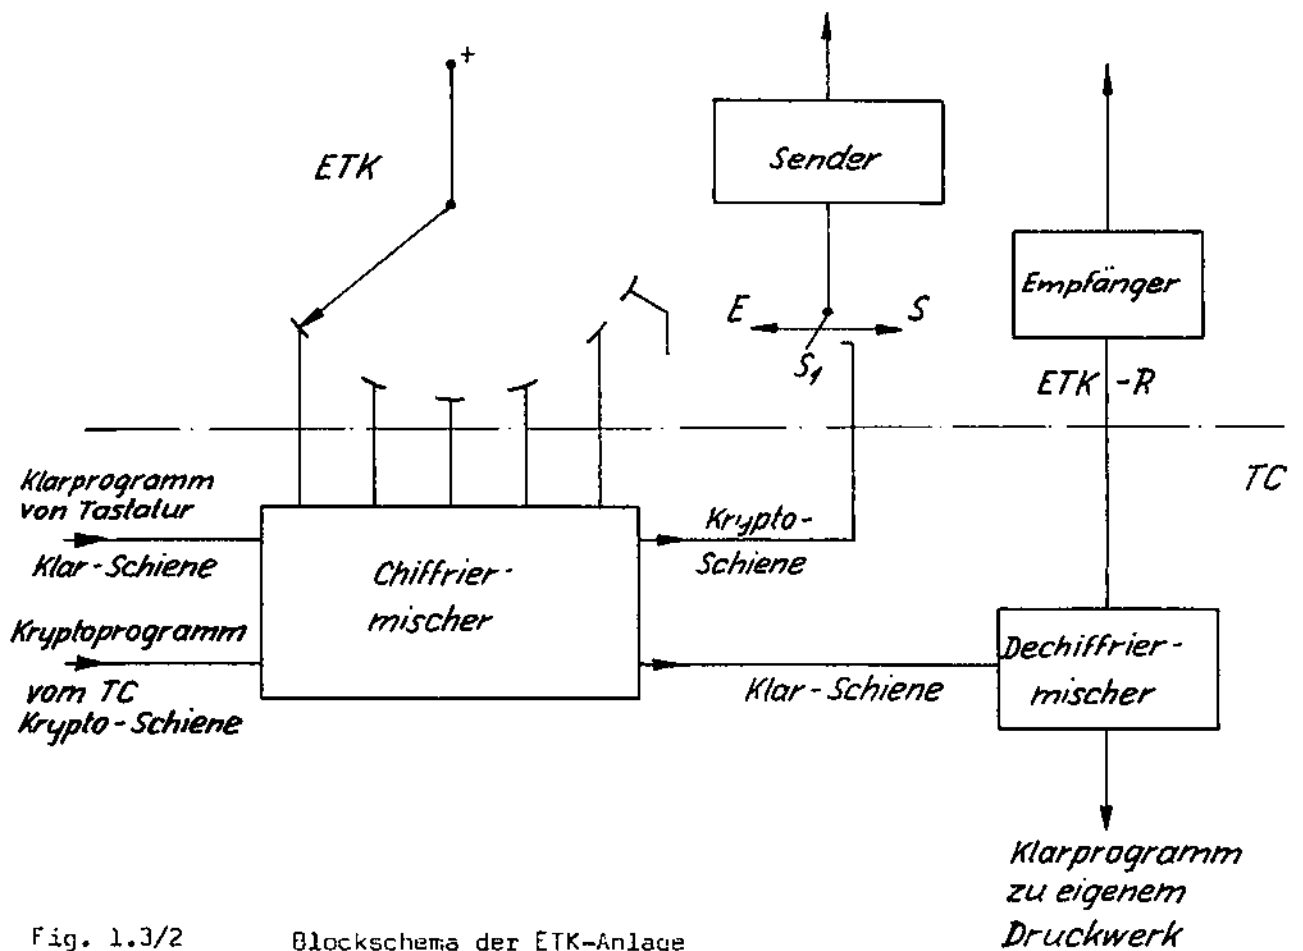 +
ETK
Sender
Empfänger
E
S
S1
ETK-R
TC
Klarprogramm
von Tastatur
Klar-Schiene
Chiffrier-
mischer
Krypto-
Schiene
Kryptoprogramm
vom TC
Krypto-Schiene
Klar-Schiene
Dechiffrier-
mischer
Klarprogramm
zu eigenem
Druckwerk
Fig. 1.3/2 Blockschema der ETK-Anlage